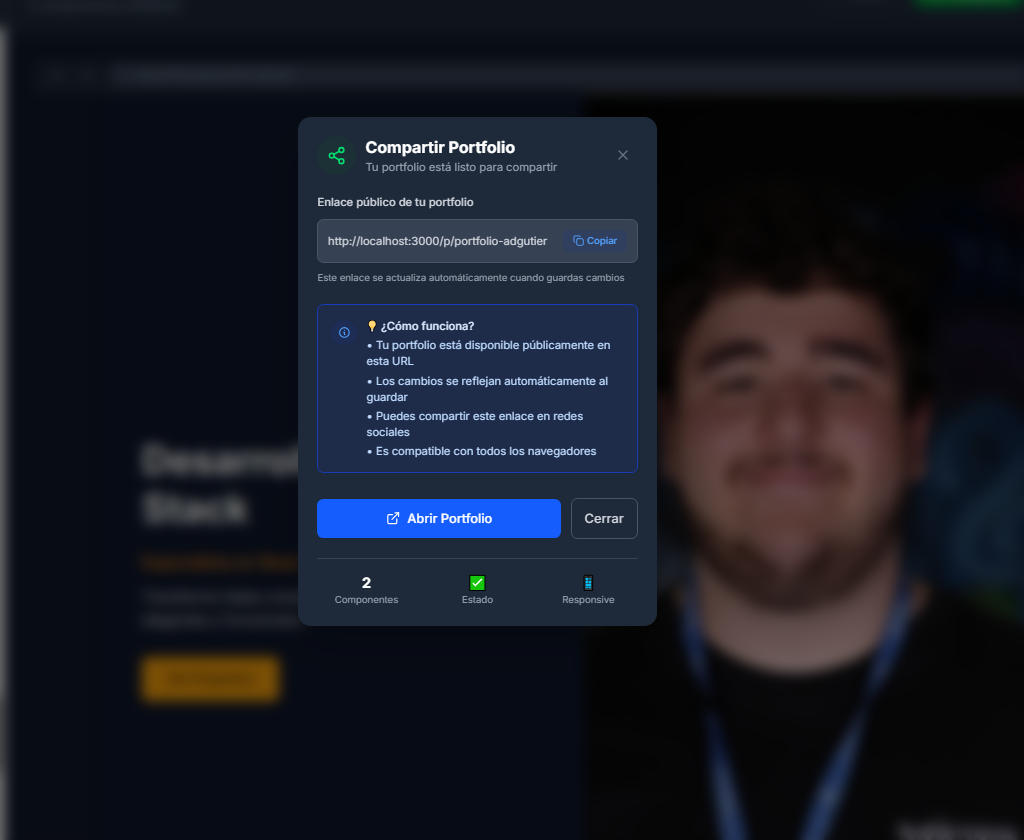 Compartir Portfolio
Tu portfolio está listo para compartir
Enlace público de tu portfolio
http://localhost:3000/p/portfolio-adgutier
Copiar
Este enlace se actualiza automáticamente cuando guardas cambios
¿Cómo funciona?
• Tu portfolio está disponible públicamente en
esta URL
• Los cambios se reflejan automáticamente al
guardar
• Puedes compartir este enlace en redes
sociales
• Es compatible con todos los navegadores
Desarrol
Stack
Abrir Portfolio
Cerrar
2
Componentes
Estado
Responsive